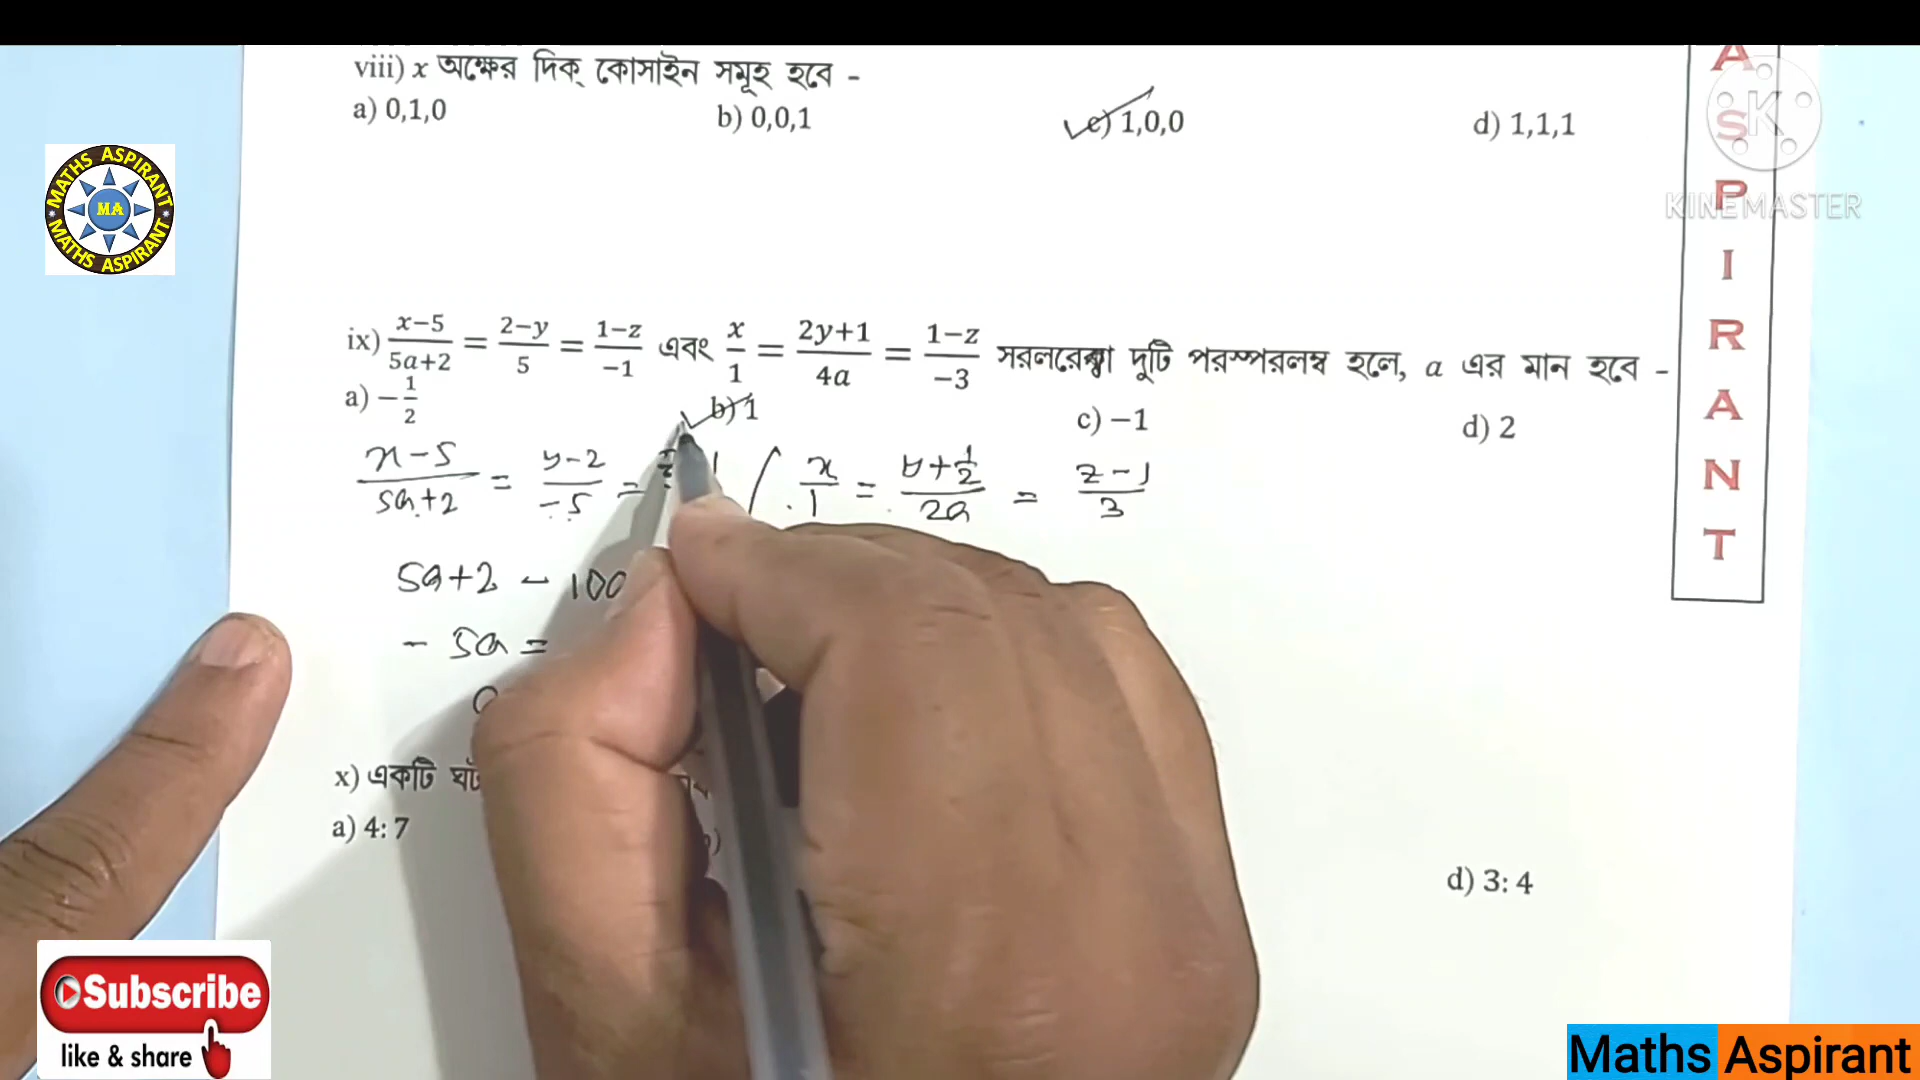 viii) x অক্ষের দিক্ কোসাইন সমূহ হবে -
a) 0,1,0 b) 0,0,1 c) 1,0,0 d) 1,1,1
ix) x-5/5a+2 = 2-y/5 = 1-z/-1 এবং x/1 = 2y+1/4a = 1-z/-3 সরলরেখা দুটি পরস্পরলম্ব হলে, a এর মান হবে -
a) -1/2 b) 1 c) -1 d) 2
x-5/5a+2 = y-2/-5 = / x/1 = y+1/2/2a = z-1/3
5a+2 - 10a
- 5a =
x) একটি
a) 4: 7 d) 3: 4
A
S
P
I
R
A
N
T
K
KINEMASTER
MATHS ASPIRANT
MA
MATHS ASPIRANT
Subscribe
like & share
Maths Aspirant